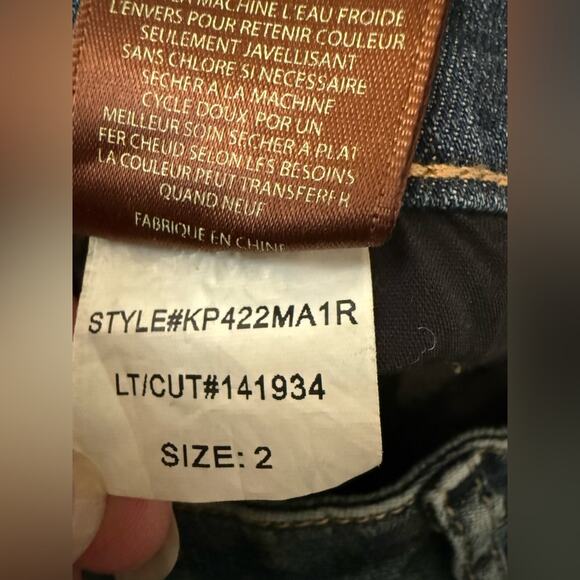 MACHINE L'EAU FROIDE
L'ENVERS POUR RETENIR COULEUR
SEULEMENT JAVELLISANT
SANS CHLORE SI NECESSAIRE
SÉCHER A LA MACHINE
CYCLE DOUX, POR UN
MEILLEUR SOIN SÉCHER À PLAT
FER CHEUD SELON LES BESOINS
LA COULEUR PEUT TRANSFERER
QUAND NEUF
FABRIQUE EN CHINE
STYLE#KP422MA1R
LT/CUT#141934
SIZE: 2